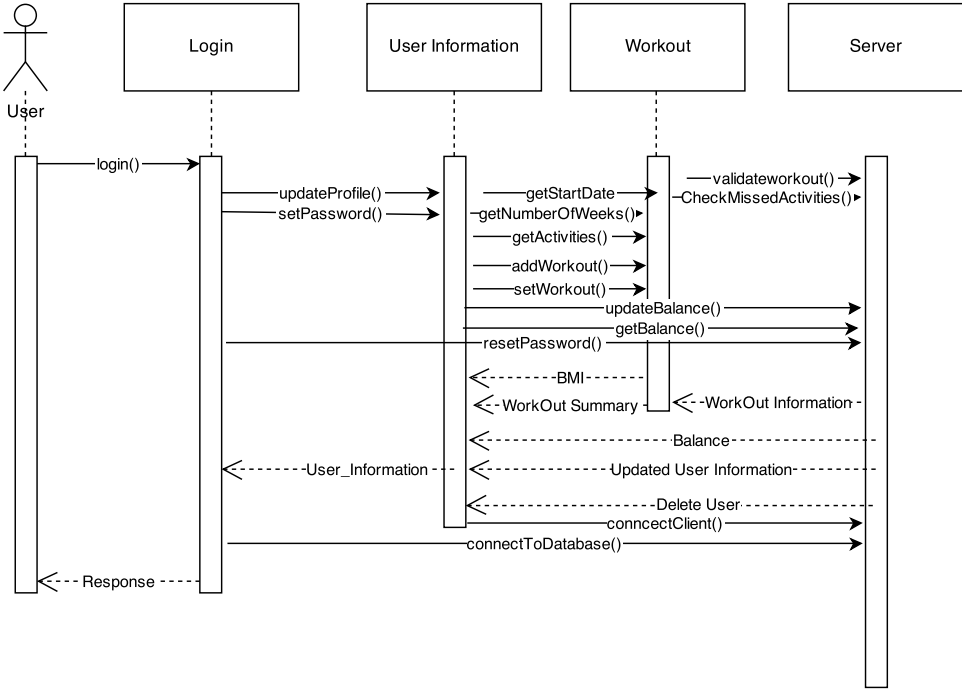 Login
User Information
Workout
Server
User
login()
validateworkout()
updateProfile()
getStartDate
CheckMissedActivities()
setPassword()
getNumberOfWeeks()
getActivities()
addWorkout()
setWorkout()
updateBalance()
getBalance()
resetPassword()
BMI
WorkOut Summary
WorkOut Information
Balance
User_Information
Updated User Information
Delete User
conncectClient()
connectToDatabase()
Response